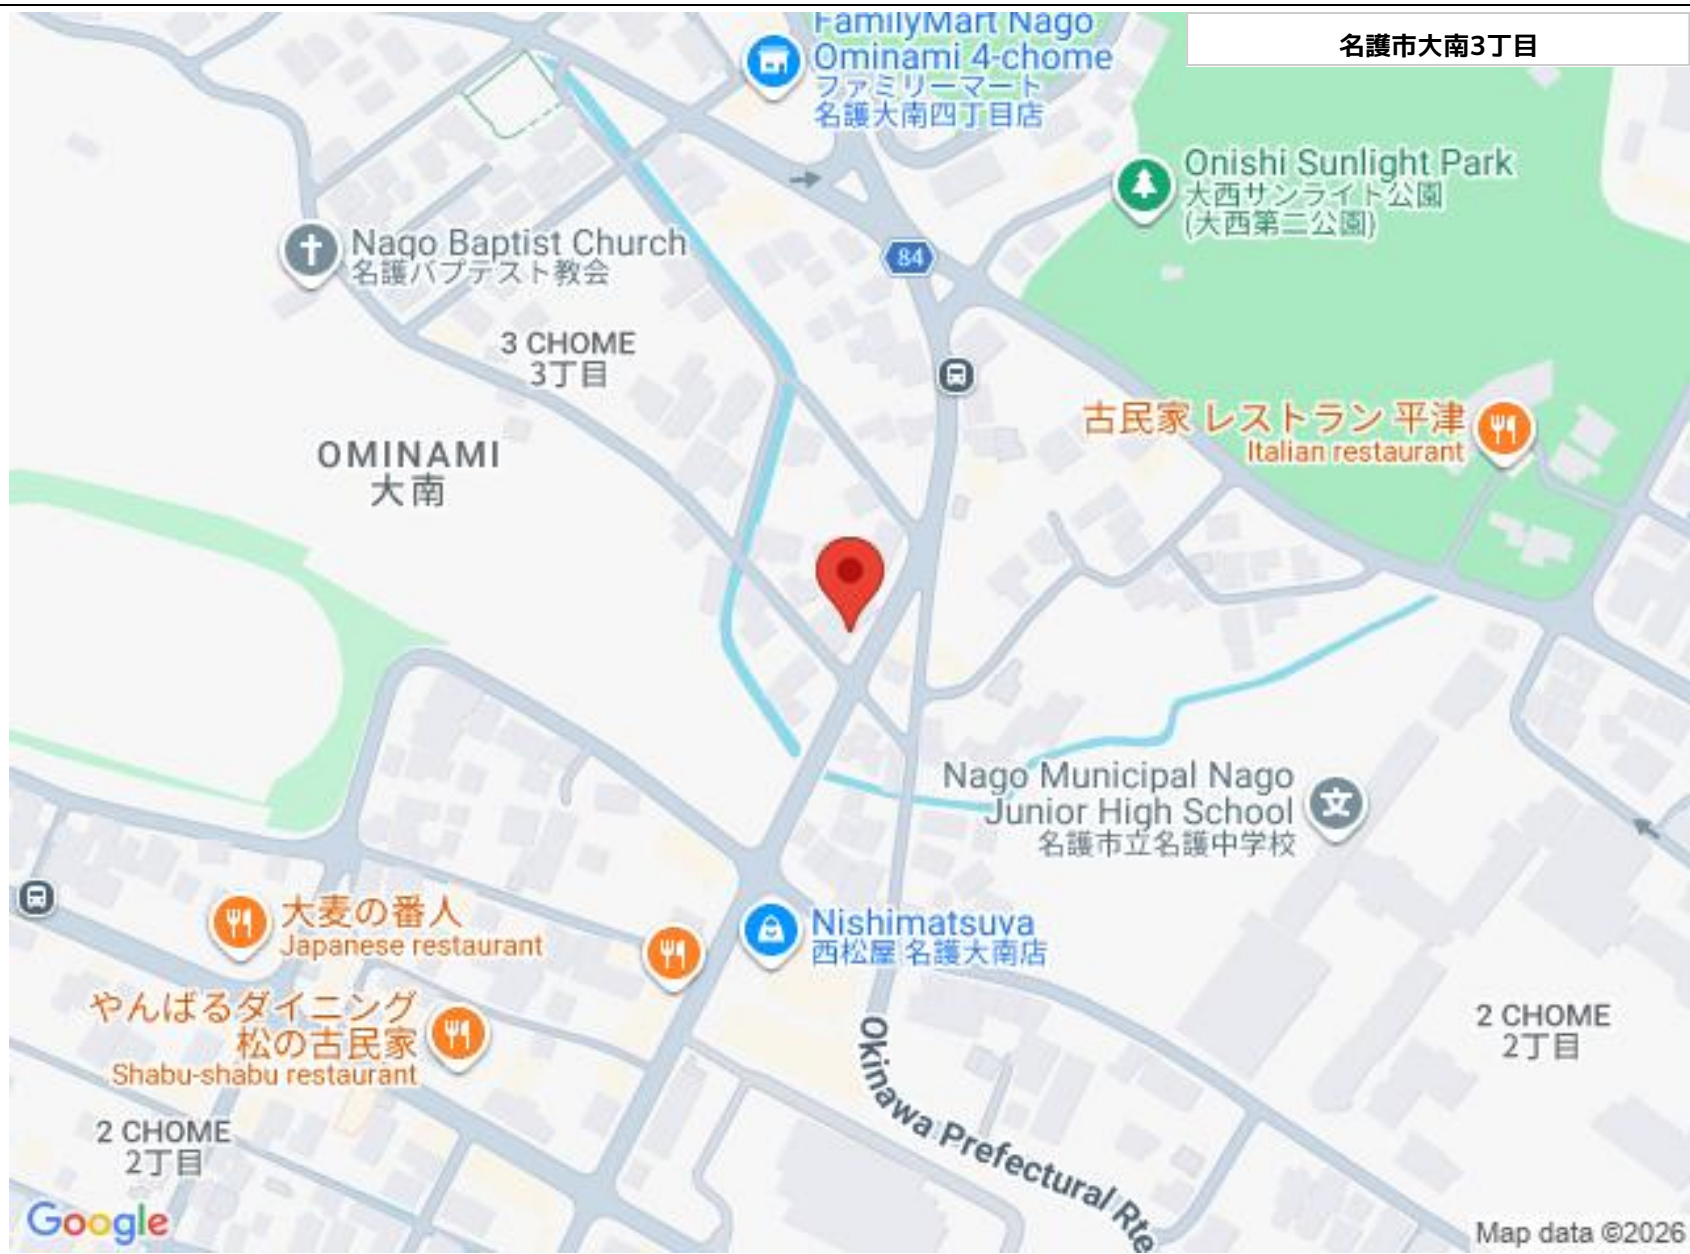 名護市大南3丁目
FamilyMart Nago
Ominami 4-chome
ファミリーマート
名護大南四丁目店
Onishi Sunlight Park
大西サンライト公園
(大西第二公園)
Nago Baptist Church
名護バプテスト教会
84
3 CHOME
3丁目
古民家 レストラン 平津
Italian restaurant
OMINAMI
大南
Nago Municipal Nago
Junior High School
名護市立名護中学校
文
大麦の番人
Japanese restaurant
Nishimatsuya
西松屋 名護大南店
やんばるダイニング
松の古民家
Shabu-shabu restaurant
2 CHOME
2丁目
Okinawa Prefectural Rte
2 CHOME
2丁目
Google
Map data ©2026